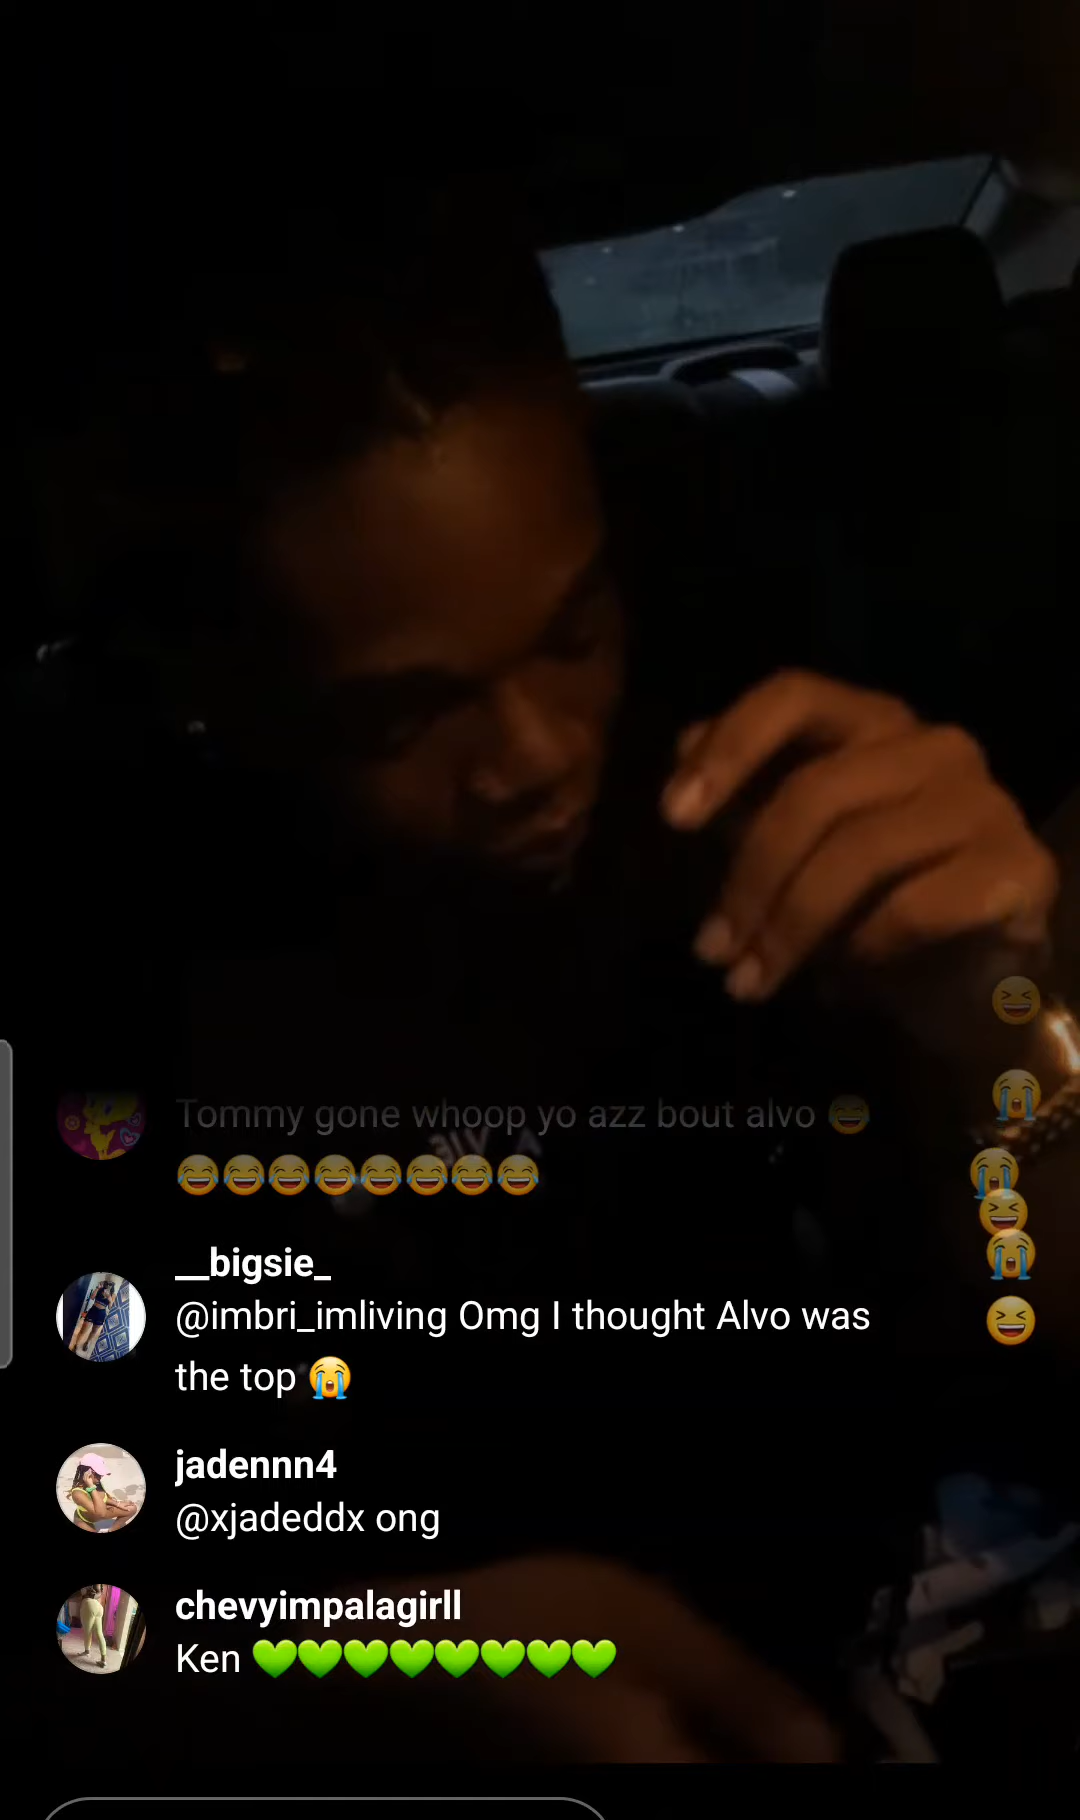 Tommy gone whoop yo azz bout alvo 😅
😂😂😂😂😂😂😂😂
__bigsie_
@imbri_imliving Omg I thought Alvo was
the top 😭
jadennn4
@xjadeddx ong
chevyimpalagirll
Ken 💚💚💚💚💚💚💚💚